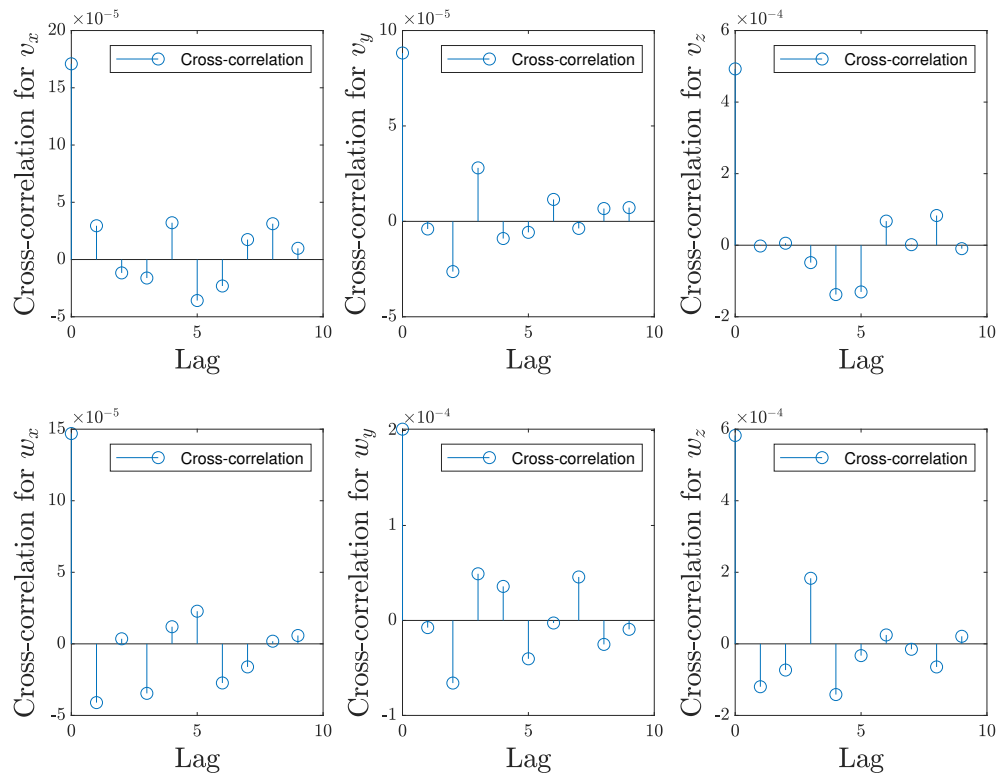 ×10⁻⁵
20
15
10
5
0
-5
0
5
10
Cross-correlation for vₓ
Lag
Cross-correlation
×10⁻⁵
10
5
0
-5
0
5
10
Cross-correlation for v_y
Lag
Cross-correlation
×10⁻⁴
6
4
2
0
-2
0
5
10
Cross-correlation for v_z
Lag
Cross-correlation
×10⁻⁵
15
10
5
0
-5
0
5
10
Cross-correlation for wₓ
Lag
Cross-correlation
×10⁻⁴
2
1
0
-1
0
5
10
Cross-correlation for w_y
Lag
Cross-correlation
×10⁻⁴
6
4
2
0
-2
0
5
10
Cross-correlation for w_z
Lag
Cross-correlation